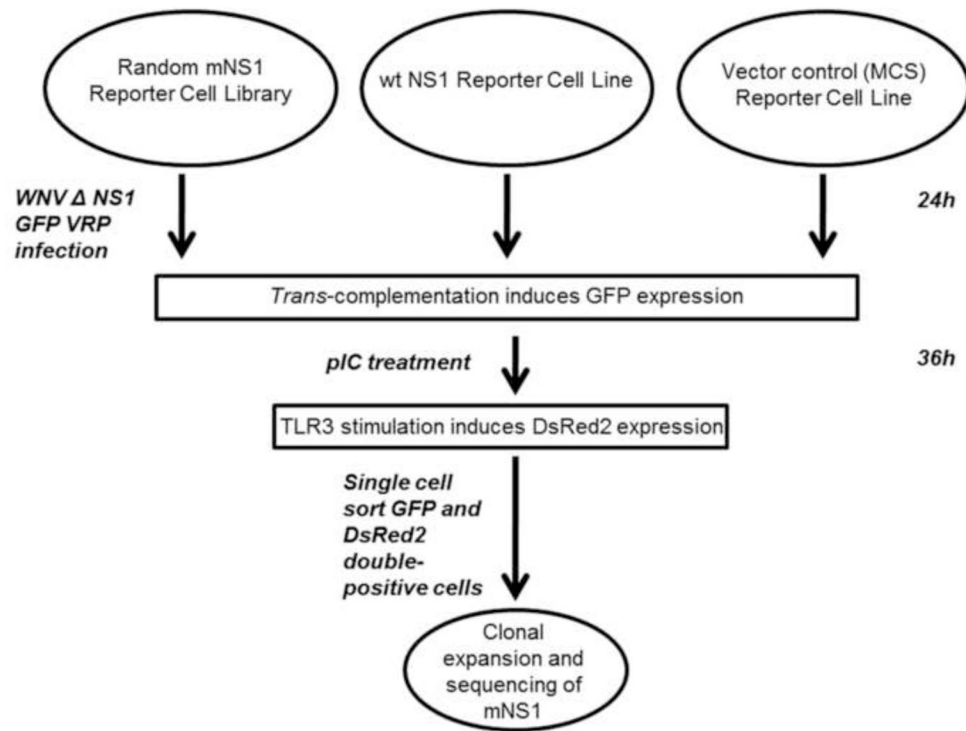 Random mNS1
Reporter Cell Library
wt NS1 Reporter Cell Line
Vector control (MCS)
Reporter Cell Line
WNV Δ NS1
GFP VRP
infection
24h
Trans-complementation induces GFP expression
pIC treatment
36h
TLR3 stimulation induces DsRed2 expression
Single cell
sort GFP and
DsRed2
double-
positive cells
Clonal
expansion and
sequencing of
mNS1